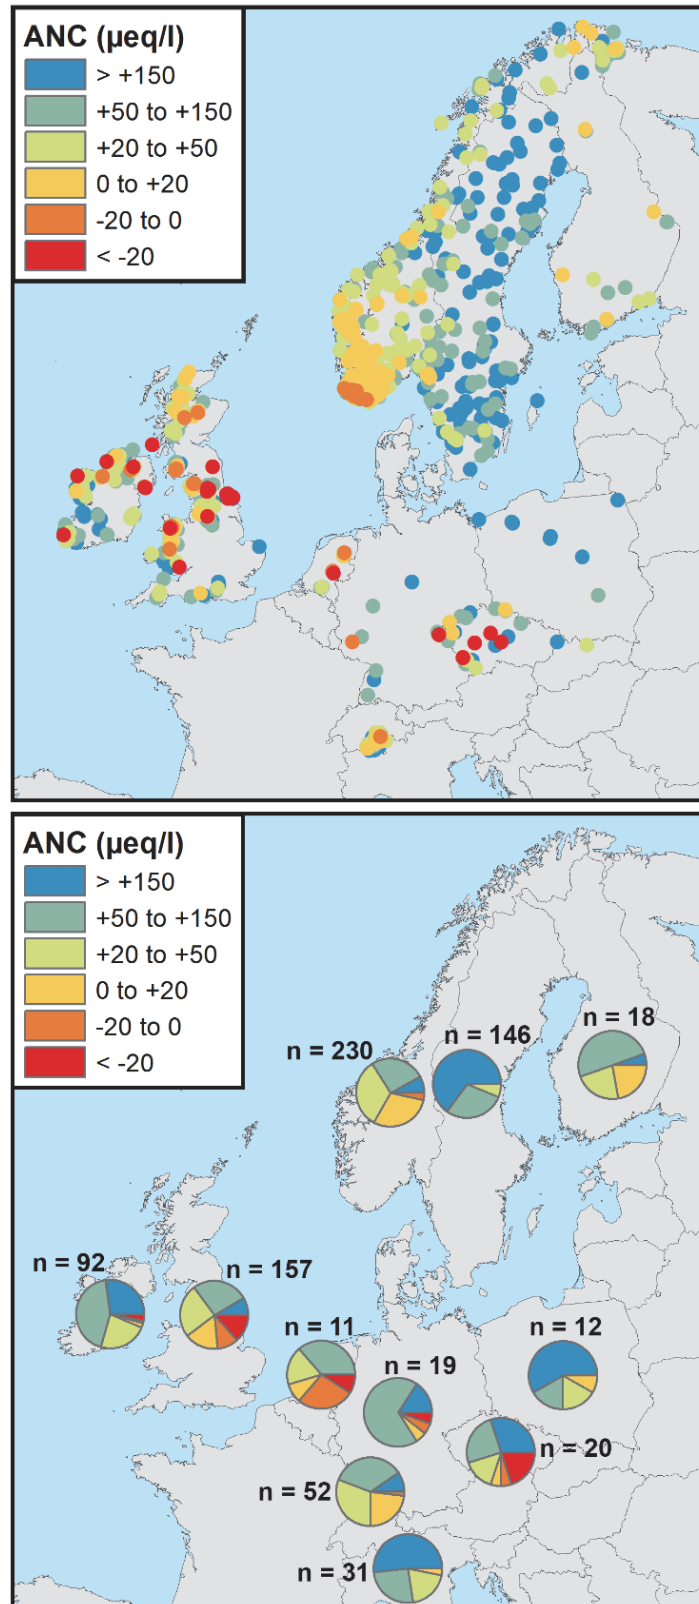 ANC (µeq/l)
> +150
+50 to +150
+20 to +50
0 to +20
-20 to 0
< -20
ANC (µeq/l)
> +150
+50 to +150
+20 to +50
0 to +20
-20 to 0
< -20
n = 18
n = 146
n = 230
n = 92
n = 157
n = 11
n = 12
n = 19
n = 20
n = 52
n = 31